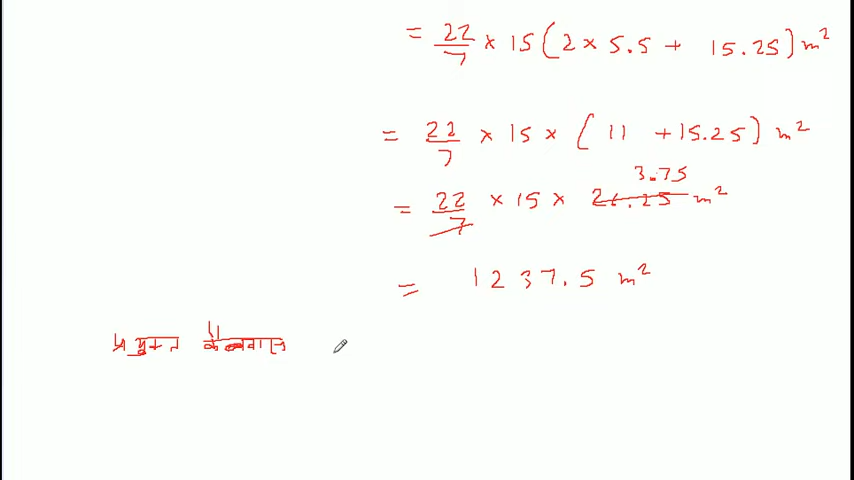 = 22/7 × 15 (2 × 5.5 + 15.25) m²
= 22/7 × 15 × (11 + 15.25) m²
3.75
= 22/7 × 15 × 26.25 m²
= 1237.5 m²
प्रयुक्त